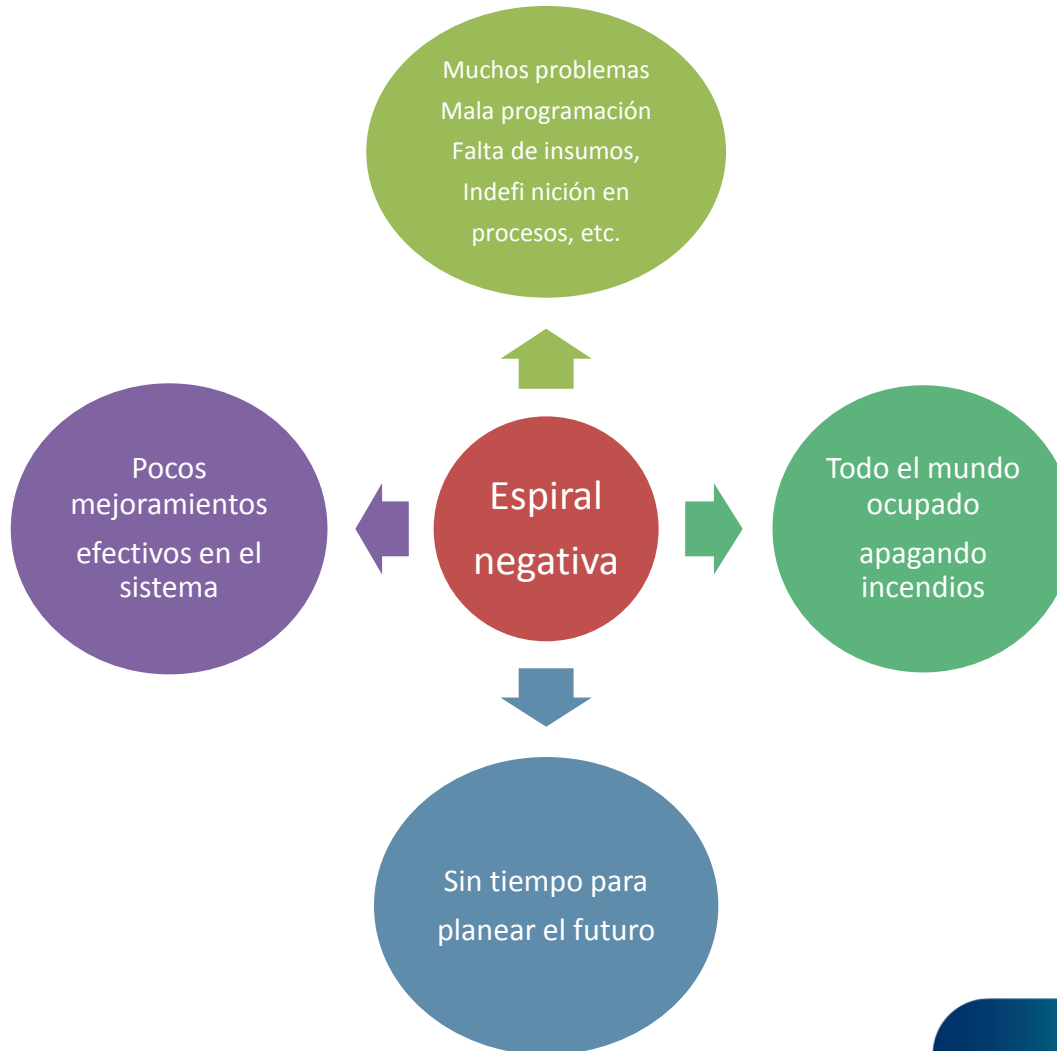 Muchos problemas
Mala programación
Falta de insumos,
Indefi nición en
procesos, etc.
Pocos
mejoramientos
efectivos en el
sistema
Espiral
negativa
Todo el mundo
ocupado
apagando
incendios
Sin tiempo para
planear el futuro